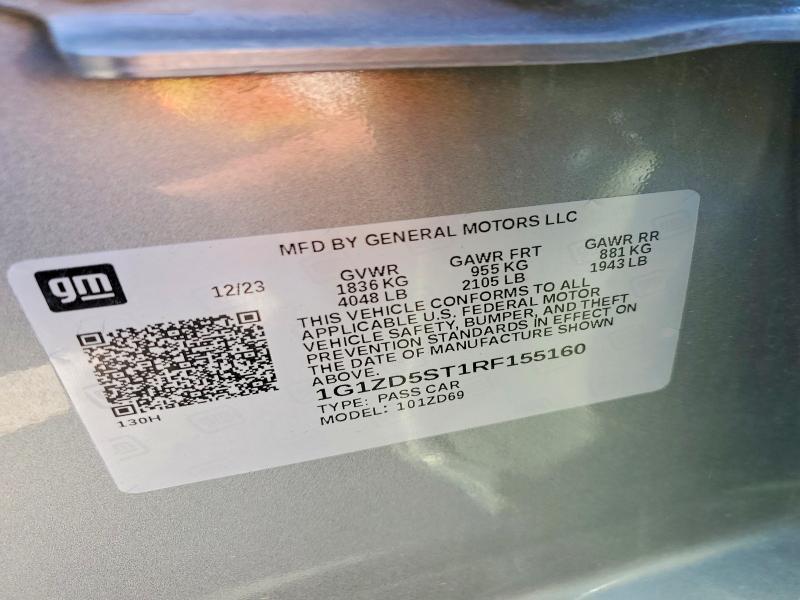 MFD BY GENERAL MOTORS LLC
gm
12/23
GVWR
1836 KG
4048 LB
GAWR FRT
955 KG
2105 LB
GAWR RR
881 KG
1943 LB
THIS VEHICLE CONFORMS TO ALL
APPLICABLE U.S. FEDERAL MOTOR
VEHICLE SAFETY, BUMPER, AND THEFT
PREVENTION STANDARDS IN EFFECT ON
THE DATE OF MANUFACTURE SHOWN
ABOVE.
1G1ZD5ST1RF155160
TYPE: PASS CAR
MODEL: 101ZD69
130H